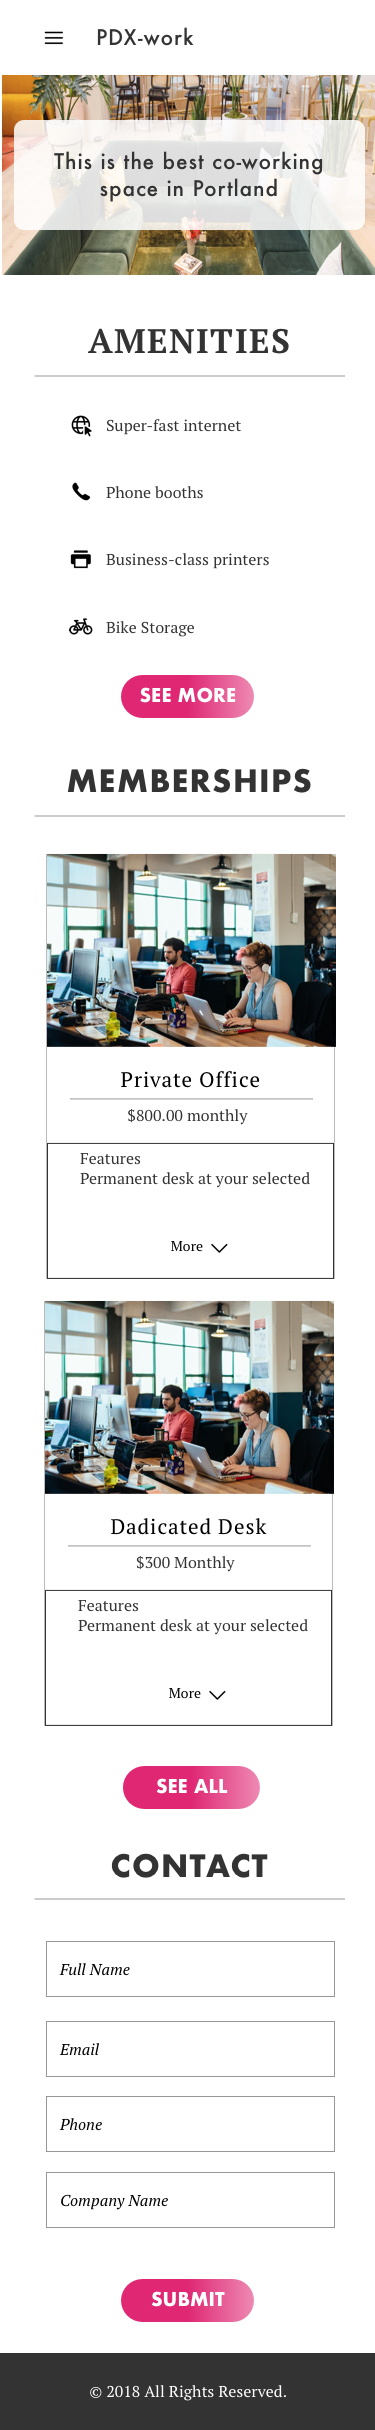 PDX-work
This is the best co-working
space in Portland
AMENITIES
Super-fast internet
Phone booths
Business-class printers
Bike Storage
SEE MORE
MEMBERSHIPS
Private Office
$800.00 monthly
Features
Permanent desk at your selected
More
Dadicated Desk
$300 Monthly
Features
Permanent desk at your selected
More
SEE ALL
CONTACT
Full Name
Email
Phone
Company Name
SUBMIT
© 2018 All Rights Reserved.